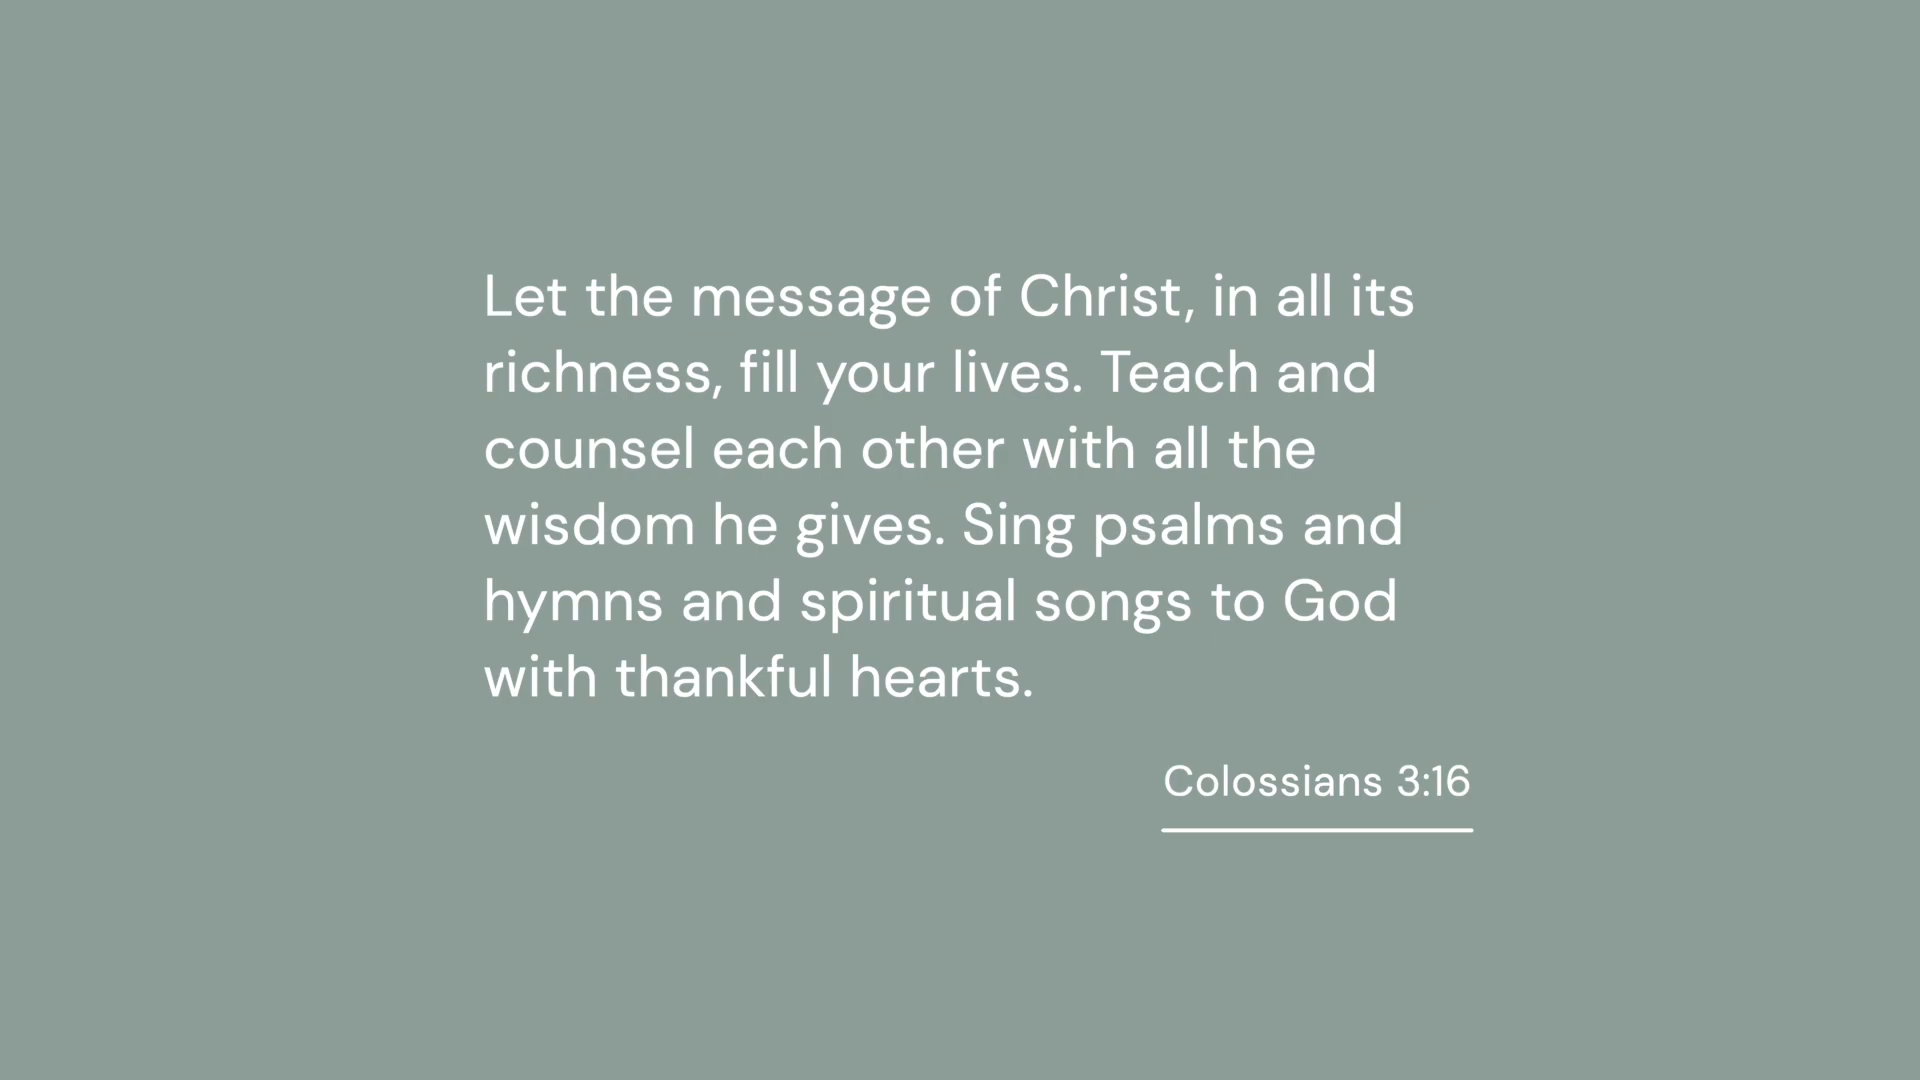 Let the message of Christ, in all its
richness, fill your lives. Teach and
counsel each other with all the
wisdom he gives. Sing psalms and
hymns and spiritual songs to God
with thankful hearts.
Colossians 3:16